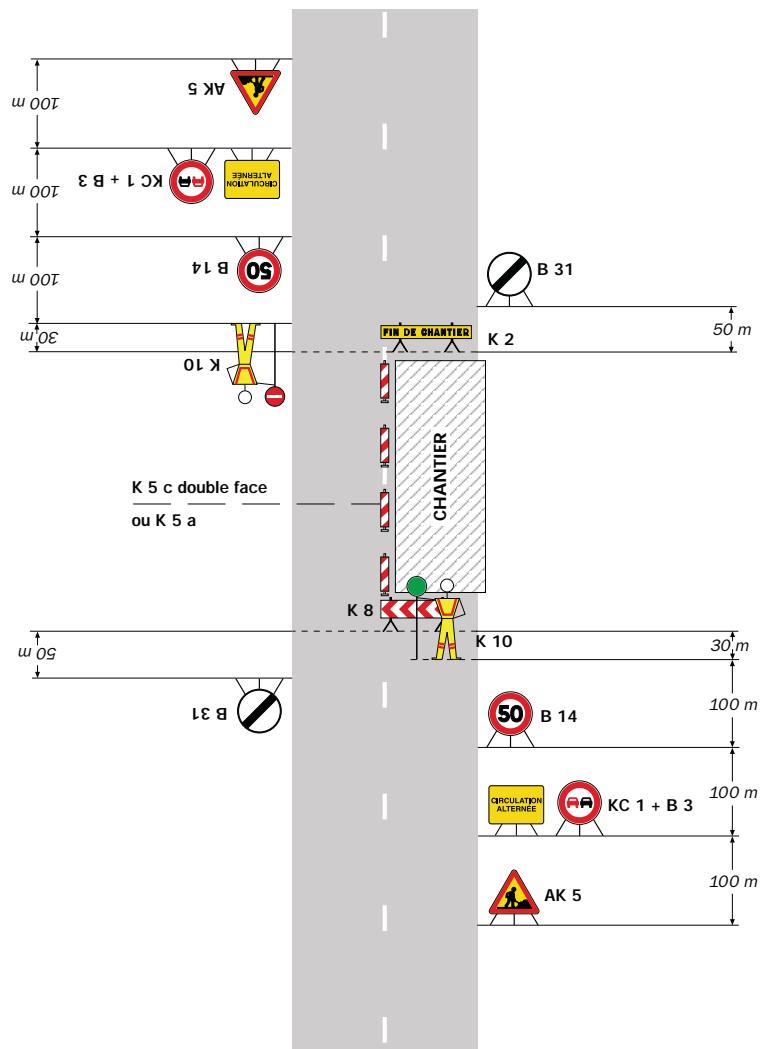 AK 5
100 m
KC 1 + B 3
CIRCULATION
ALTERNÉE
100 m
B 14
50
100 m
B 31
50 m
30 m
K 10
FIN DE CHANTIER
K 2
CHANTIER
K 5 c double face
ou K 5 a
K 8
K 10
30 m
50 m
B 31
50
B 14
100 m
CIRCULATION
ALTERNÉE
KC 1 + B 3
100 m
AK 5
100 m